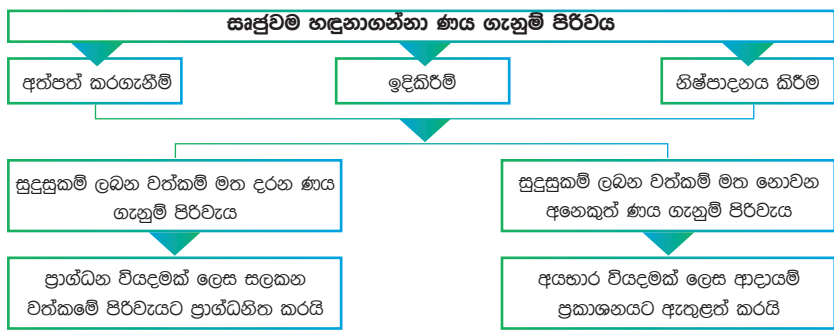 සෘජුවම හඳුනාගන්නා ණය ගැනුම් පිරිවය
අත්පත් කරගැනීම්
ඉදිකිරීම්
නිෂ්පාදනය කිරීම
සුදුසුකම් ලබන වත්කම් මත දරන ණය
ගැනුම් පිරිවැය
සුදුසුකම් ලබන වත්කම් මත නොවන
අනෙකුත් ණය ගැනුම් පිරිවැය
ප්‍රාග්ධන වියදමක් ලෙස සලකන
වත්කමේ පිරිවැයට ප්‍රාග්ධනිත කරයි
අයභාර වියදමක් ලෙස ආදායම්
ප්‍රකාශනයට ඇතුළත් කරයි